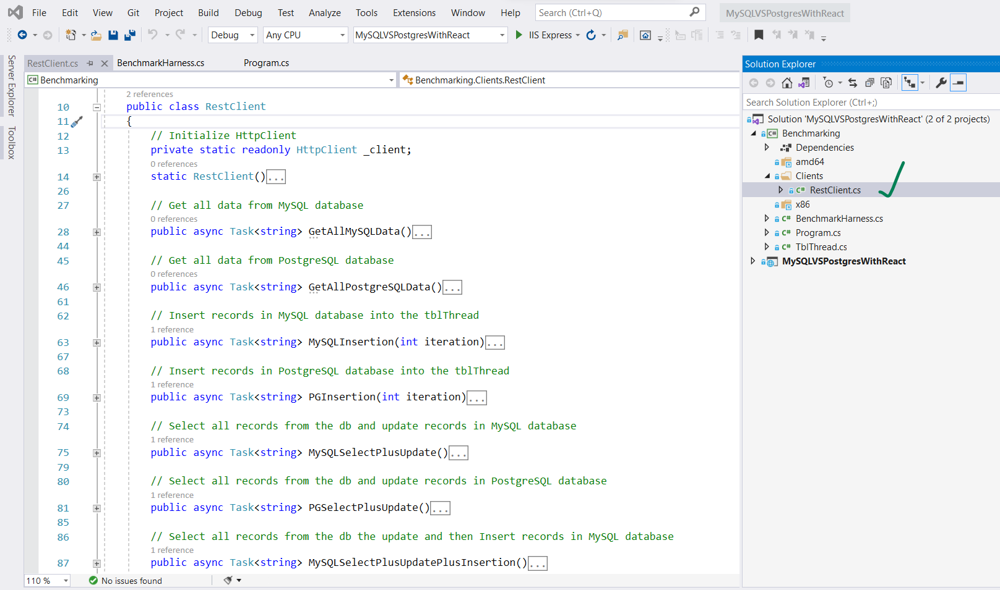 File Edit View Git Project Build Debug Test Analyze Tools Extensions Window Help Search (Ctrl+Q) MySQLVSPostgresWithReact
Debug Any CPU MySQLVSPostgresWithReact IIS Express
Server Explorer
Toolbox
RestClient.cs BenchmarkHarness.cs Program.cs
C# Benchmarking Benchmarking.Clients.RestClient
2 references
10 public class RestClient
11 {
12 // Initialize HttpClient
13 private static readonly HttpClient _client;
0 references
14 static RestClient()...
26
27 // Get all data from MySQL database
0 references
28 public async Task<string> GetAllMySQLData()...
44
45 // Get all data from PostgreSQL database
0 references
46 public async Task<string> GetAllPostgreSQLData()...
61
62 // Insert records in MySQL database into the tblThread
1 reference
63 public async Task<string> MySQLInsertion(int iteration)...
67
68 // Insert records in PostgreSQL database into the tblThread
1 reference
69 public async Task<string> PGInsertion(int iteration)...
73
74 // Select all records from the db and update records in MySQL database
1 reference
75 public async Task<string> MySQLSelectPlusUpdate()...
79
80 // Select all records from the db and update records in PostgreSQL database
1 reference
81 public async Task<string> PGSelectPlusUpdate()...
85
86 // Select all records from the db the update and then Insert records in MySQL database
1 reference
87 public async Task<string> MySQLSelectPlusUpdatePlusInsertion()...
110 % No issues found
Solution Explorer
Search Solution Explorer (Ctrl+;)
Solution 'MySQLVSPostgresWithReact' (2 of 2 projects)
C# Benchmarking
Dependencies
amd64
Clients
C# RestClient.cs
x86
C# BenchmarkHarness.cs
C# Program.cs
C# TblThread.cs
MySQLVSPostgresWithReact